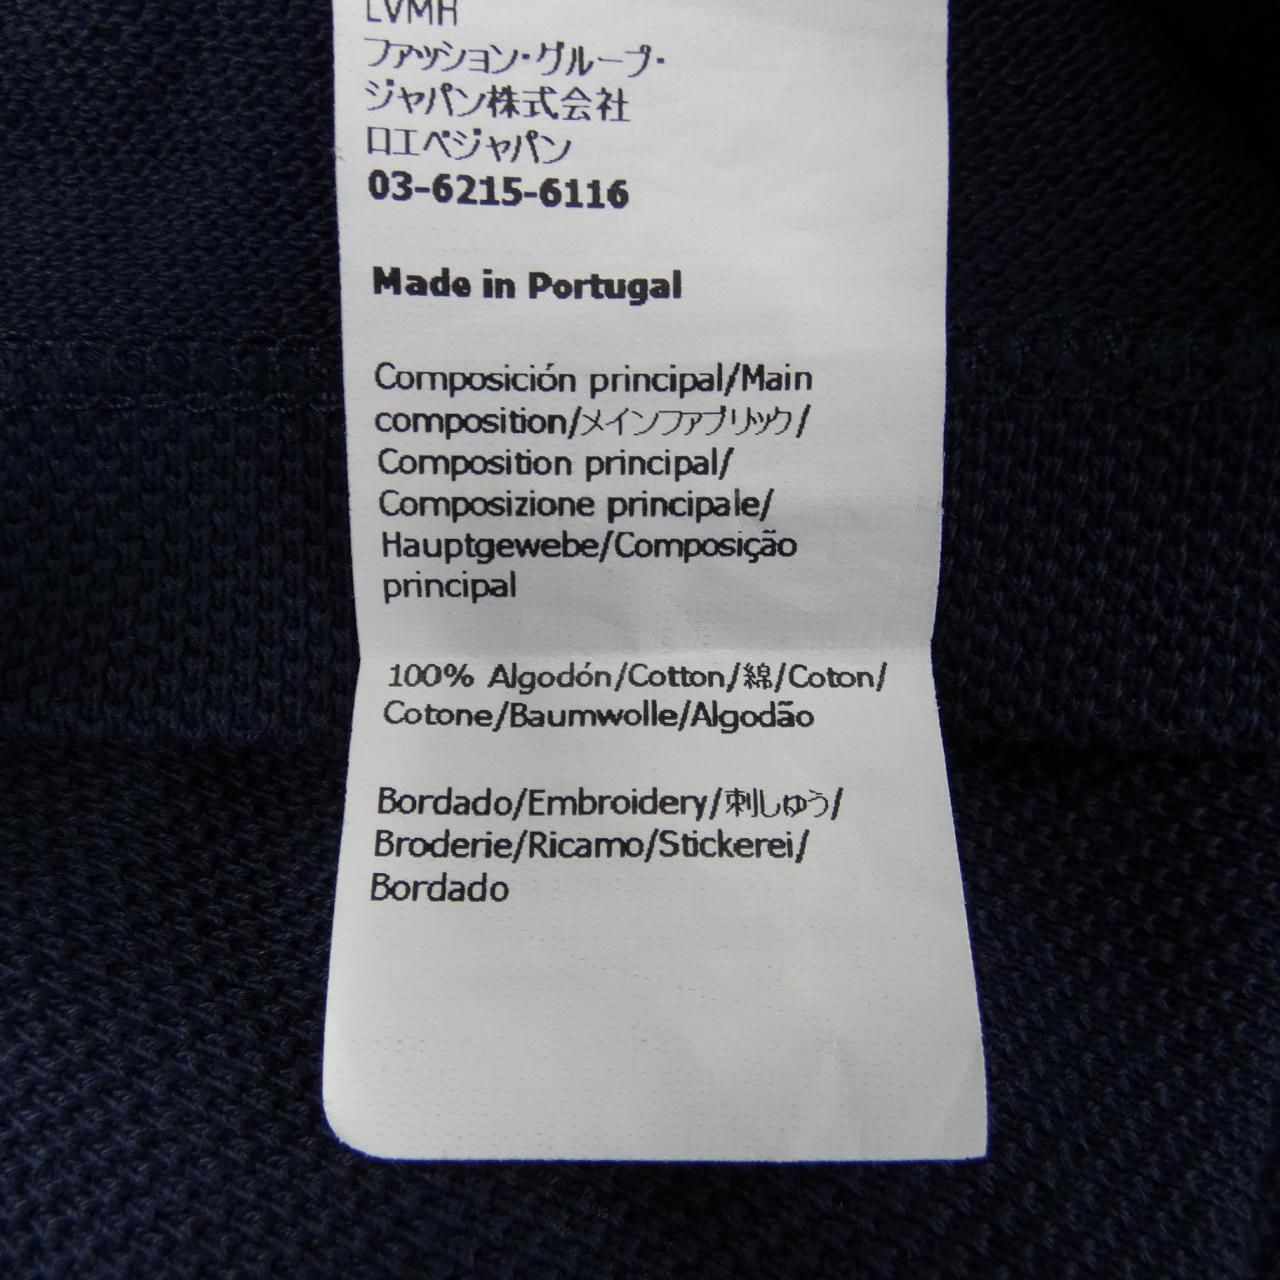 LVMH
ファッション・グループ・
ジャパン株式会社
ロエベジャパン
03-6215-6116
Made in Portugal
Composición principal/Main
composition/メインファブリック/
Composition principal/
Composizione principale/
Hauptgewebe/Composição
principal
100% Algodón/Cotton/綿/Coton/
Cotone/Baumwolle/Algodão
Bordado/Embroidery/刺しゅう/
Broderie/Ricamo/Stickerei/
Bordado